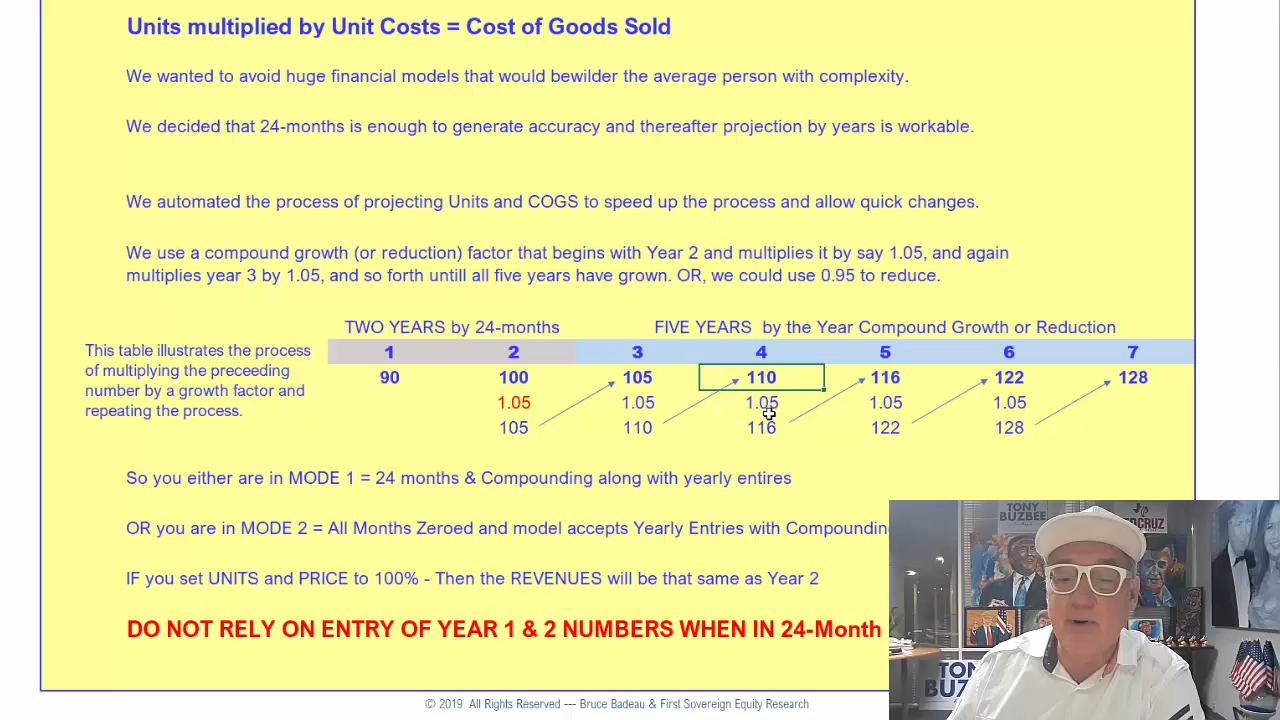 Units multiplied by Unit Costs = Cost of Goods Sold
We wanted to avoid huge financial models that would bewilder the average person with complexity.
We decided that 24-months is enough to generate accuracy and thereafter projection by years is workable.
We automated the process of projecting Units and COGS to speed up the process and allow quick changes.
We use a compound growth (or reduction) factor that begins with Year 2 and multiplies it by say 1.05, and again
multiplies year 3 by 1.05, and so forth untill all five years have grown. OR, we could use 0.95 to reduce.
TWO YEARS by 24-months FIVE YEARS by the Year Compound Growth or Reduction
This table illustrates the process
of multiplying the preceeding
number by a growth factor and
repeating the process.
1 2 3 4 5 6 7
90 100 105 110 116 122 128
1.05 1.05 1.05 1.05 1.05
105 110 116 122 128
So you either are in MODE 1 = 24 months & Compounding along with yearly entires
OR you are in MODE 2 = All Months Zeroed and model accepts Yearly Entries with Compounding
IF you set UNITS and PRICE to 100% - Then the REVENUES will be that same as Year 2
DO NOT RELY ON ENTRY OF YEAR 1 & 2 NUMBERS WHEN IN 24-Month
TONY
BUZBEE
TONY
© 2019 All Rights Reserved --- Bruce Badeau & First Sovereign Equity Research